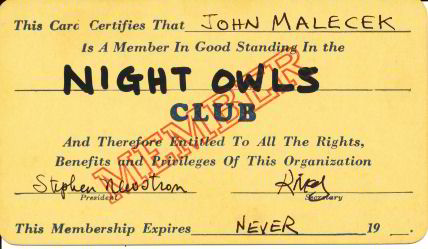 This Card Certifies That JOHN MALECEK
Is A Member In Good Standing In the
NIGHT OWLS
CLUB
MEMBER
And Therefore Entitled To All The Rights,
Benefits and Privileges Of This Organization
Stephen
President Secretary
This Membership Expires NEVER 19